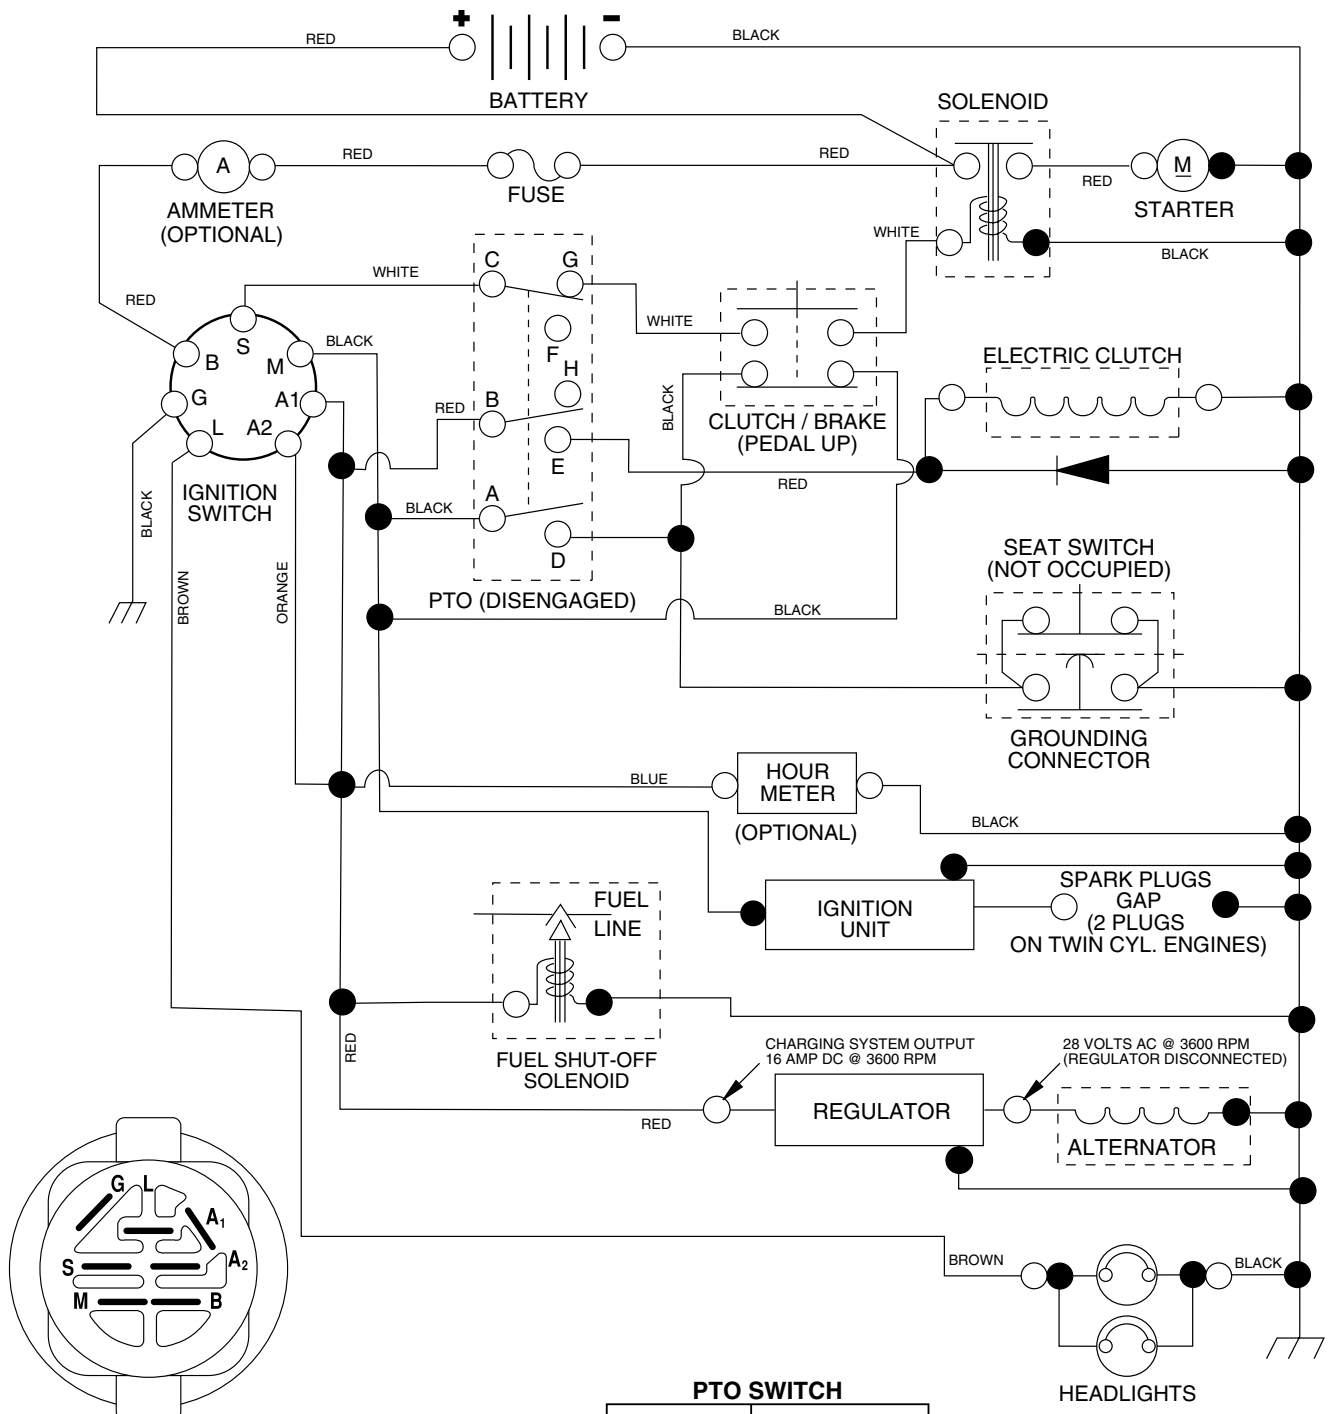 + −
RED
BLACK
BATTERY
SOLENOID
A
RED
RED
RED
M
AMMETER
(OPTIONAL)
FUSE
STARTER
WHITE
BLACK
C G
WHITE
RED
S
B
M
BLACK
F
WHITE
ELECTRIC CLUTCH
G
A1
H
B
RED
BLACK
CLUTCH / BRAKE
(PEDAL UP)
L A2
E
RED
IGNITION
SWITCH
A
BLACK
D
BLACK
SEAT SWITCH
(NOT OCCUPIED)
BROWN
ORANGE
PTO (DISENGAGED)
BLACK
GROUNDING
CONNECTOR
BLUE
HOUR
METER
(OPTIONAL)
BLACK
FUEL
LINE
IGNITION
UNIT
SPARK PLUGS
GAP
(2 PLUGS
ON TWIN CYL. ENGINES)
RED
FUEL SHUT-OFF
SOLENOID
CHARGING SYSTEM OUTPUT
16 AMP DC @ 3600 RPM
28 VOLTS AC @ 3600 RPM
(REGULATOR DISCONNECTED)
RED
REGULATOR
ALTERNATOR
G L
A1
S
A2
M
B
BROWN
BLACK
HEADLIGHTS
PTO SWITCH